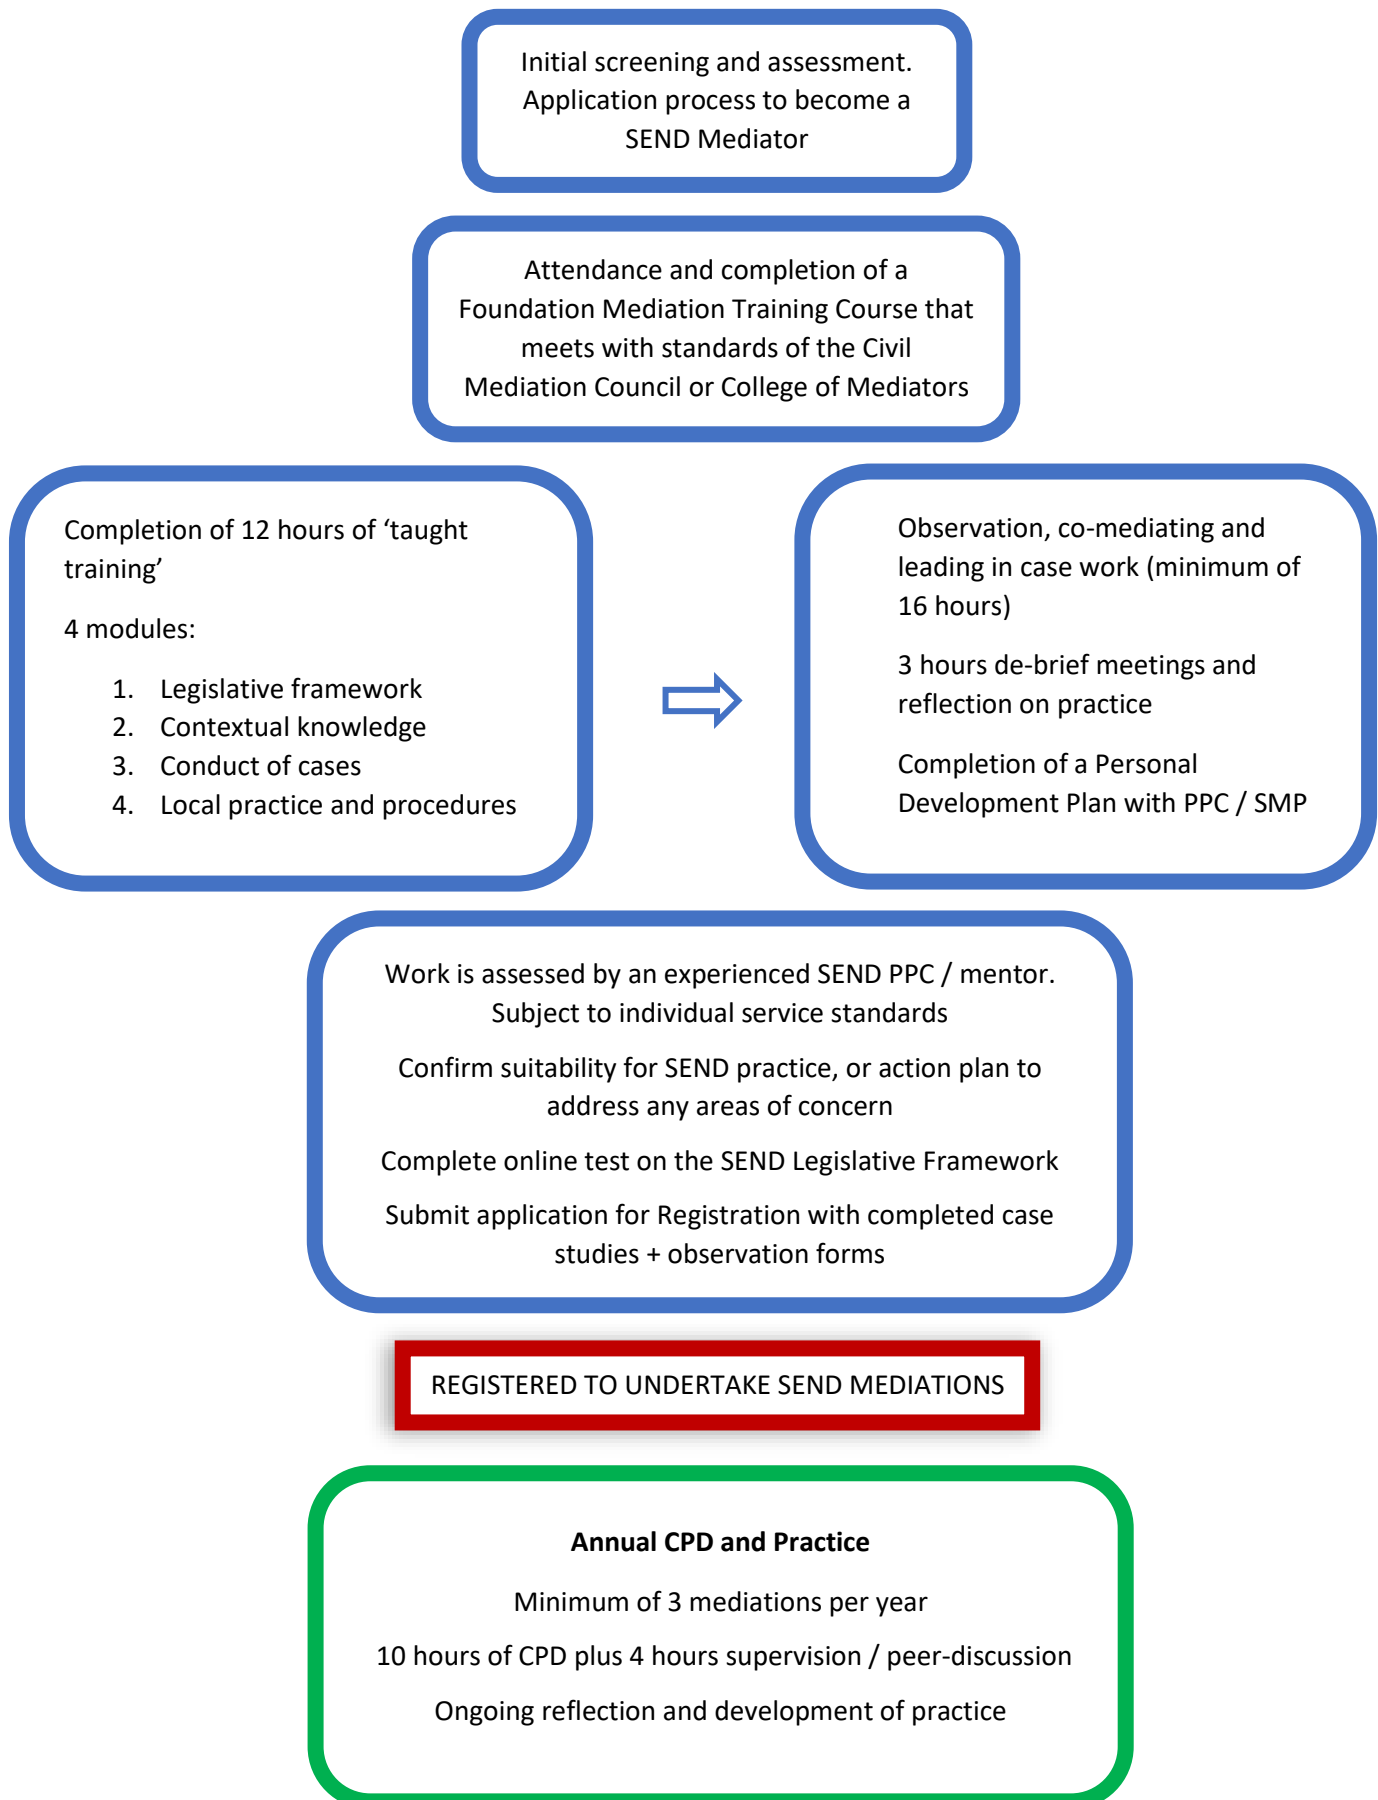 Initial screening and assessment.
Application process to become a
SEND Mediator
Attendance and completion of a
Foundation Mediation Training Course that
meets with standards of the Civil
Mediation Council or College of Mediators
Completion of 12 hours of ‘taught
training’
4 modules:
1. Legislative framework
2. Contextual knowledge
3. Conduct of cases
4. Local practice and procedures
Observation, co-mediating and
leading in case work (minimum of
16 hours)
3 hours de-brief meetings and
reflection on practice
Completion of a Personal
Development Plan with PPC / SMP
Work is assessed by an experienced SEND PPC / mentor.
Subject to individual service standards
Confirm suitability for SEND practice, or action plan to
address any areas of concern
Complete online test on the SEND Legislative Framework
Submit application for Registration with completed case
studies + observation forms
REGISTERED TO UNDERTAKE SEND MEDIATIONS
Annual CPD and Practice
Minimum of 3 mediations per year
10 hours of CPD plus 4 hours supervision / peer-discussion
Ongoing reflection and development of practice